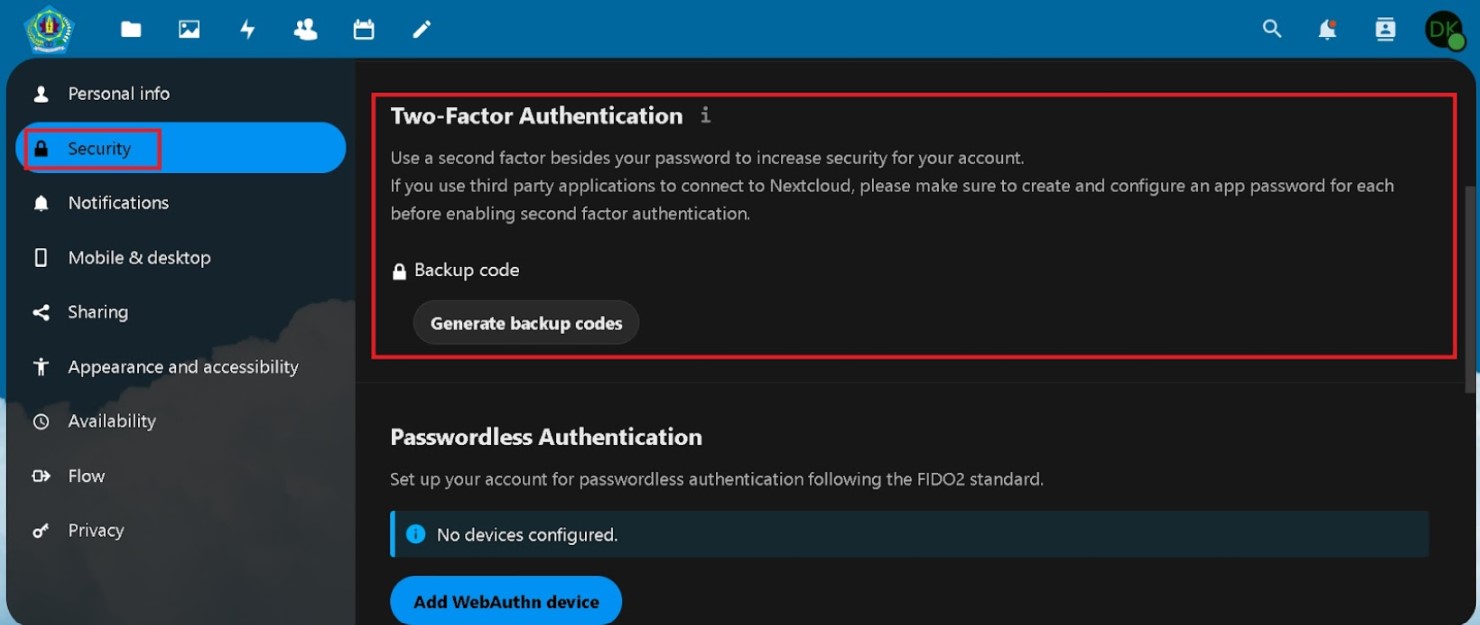 DK
Personal info
Security
Notifications
Mobile & desktop
Sharing
Appearance and accessibility
Availability
Flow
Privacy
Two-Factor Authentication
Use a second factor besides your password to increase security for your account.
If you use third party applications to connect to Nextcloud, please make sure to create and configure an app password for each
before enabling second factor authentication.
Backup code
Generate backup codes
Passwordless Authentication
Set up your account for passwordless authentication following the FIDO2 standard.
No devices configured.
Add WebAuthn device